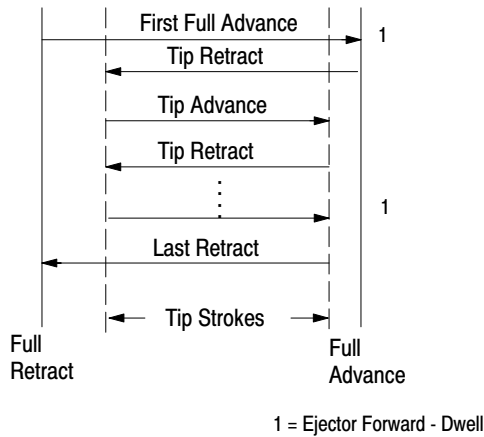 First Full Advance
1
Tip Retract
Tip Advance
Tip Retract
1
Last Retract
Tip Strokes
Full
Retract
Full
Advance
1 = Ejector Forward - Dwell